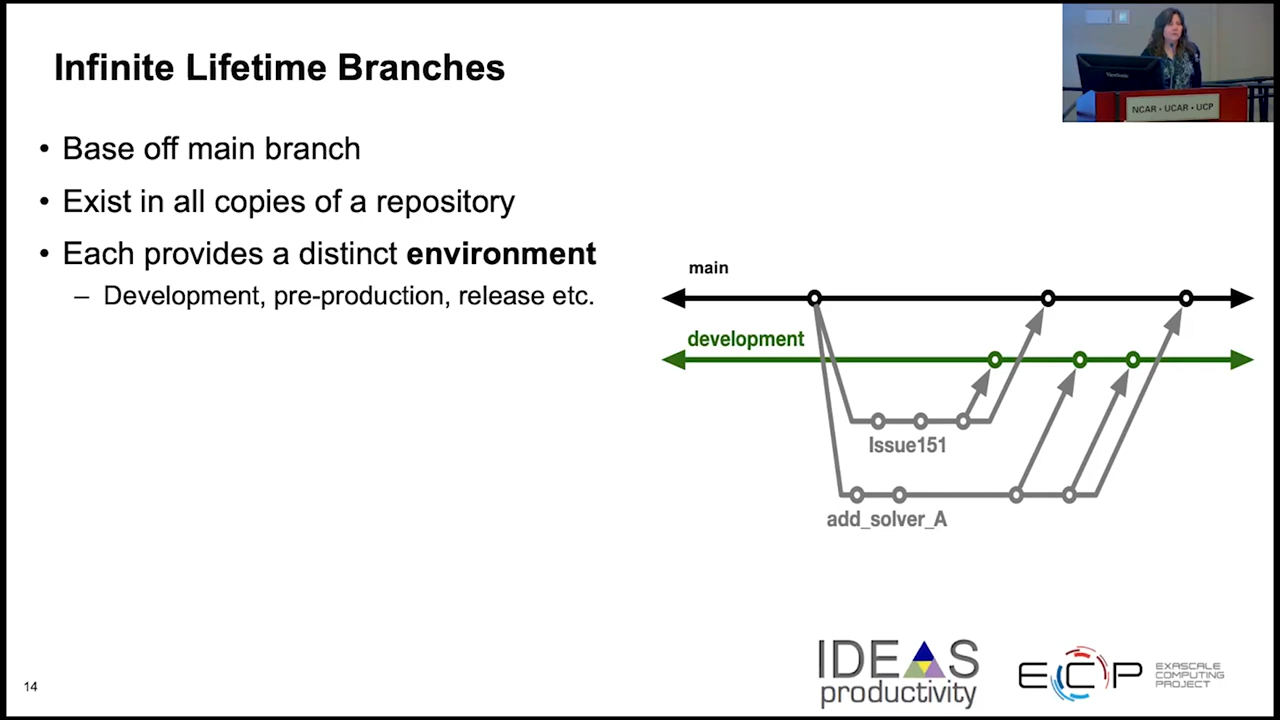 Infinite Lifetime Branches
• Base off main branch
• Exist in all copies of a repository
• Each provides a distinct environment
– Development, pre-production, release etc.
main
development
Issue151
add_solver_A
14
IDEAS
productivity
ECP
EXASCALE
COMPUTING
PROJECT
ViewSonic
NCAR • UCAR • UCP